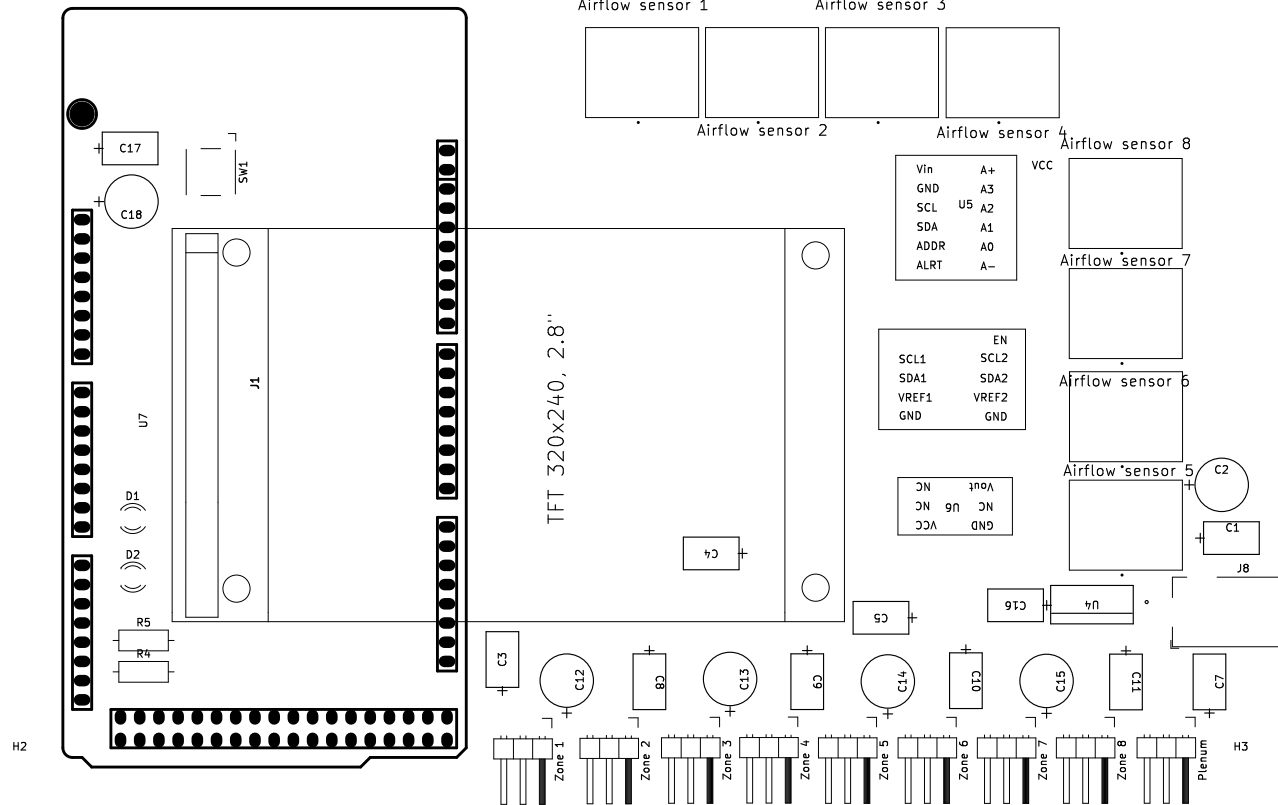 Airflow sensor 1
Airflow sensor 3
Airflow sensor 2
Airflow sensor 4
Airflow sensor 8
C17
SW1
C18
VCC
Vin A+
GND A3
SCL U5 A2
SDA A1
ADDR A0
ALRT A-
Airflow sensor 7
EN
SCL1 SCL2
SDA1 SDA2
VREF1 VREF2
GND GND
Airflow sensor 6
J1
U7
TFT 320x240, 2.8"
Airflow sensor 5
C2
NC Vout
NC U6 NC
VCC GND
D1
D2
C4
C1
J8
C16
U4
C5
R5
R4
C3
C12
C8
C13
C9
C14
C10
C15
C11
C7
H2
Zone 1
Zone 2
Zone 3
Zone 4
Zone 5
Zone 6
Zone 7
Zone 8
Plenum
H3